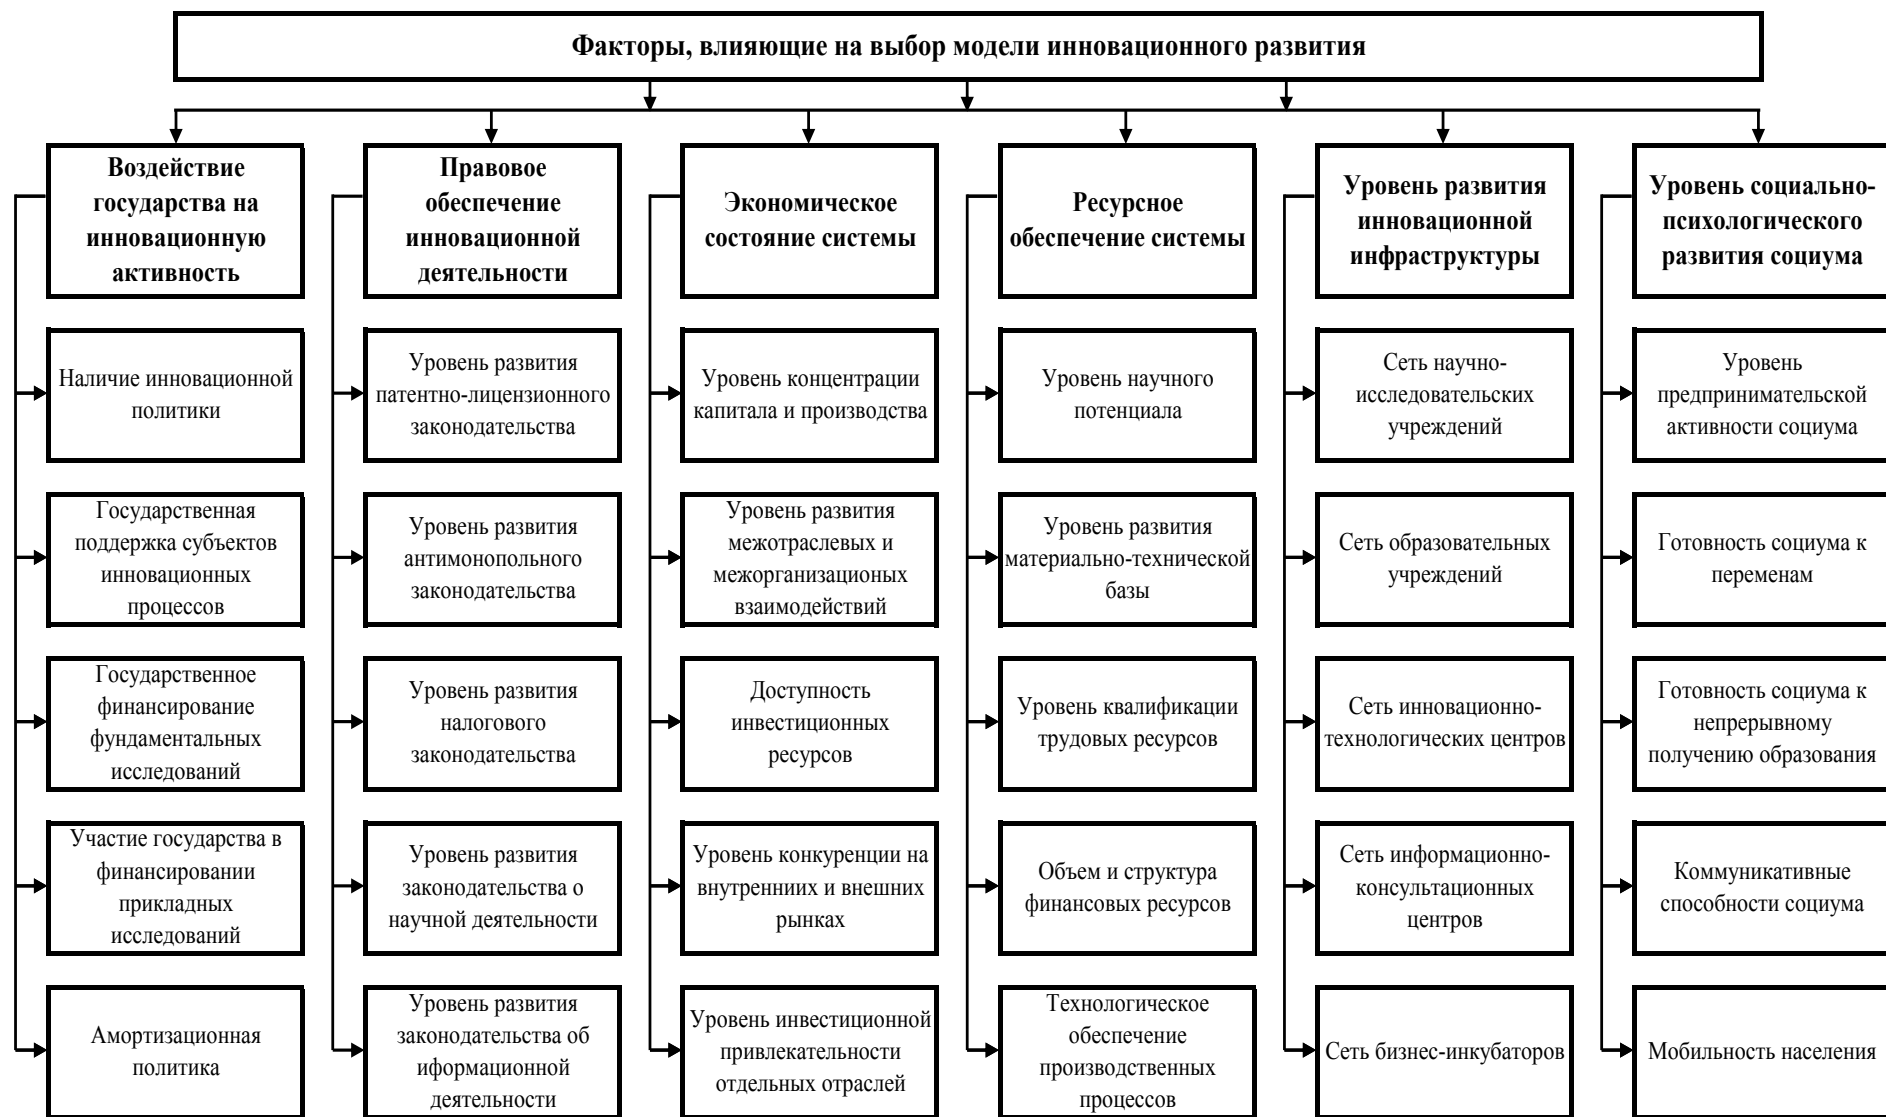 Факторы, влияющие на выбор модели инновационного развития
Воздействие
государства на
инновационную
активность
Наличие инновационной
политики
Государственная
поддержка субъектов
инновационных
процессов
Государственное
финансирование
фундаментальных
исследований
Участие государства в
финансировании
прикладных
исследований
Амортизационная
политика
Правовое
обеспечение
инновационной
деятельности
Уровень развития
патентно-лицензионного
законодательства
Уровень развития
антимонопольного
законодательства
Уровень развития
налогового
законодательства
Уровень развития
законодательства о
научной деятельности
Уровень развития
законодательства об
иформационной
деятельности
Экономическое
состояние системы
Уровень концентрации
капитала и производства
Уровень развития
межотраслевых и
межорганизационых
взаимодействий
Доступность
инвестиционных
ресурсов
Уровень конкуренции на
внутренниих и внешних
рынках
Уровень инвестиционной
привлекательности
отдельных отраслей
Ресурсное
обеспечение системы
Уровень научного
потенциала
Уровень развития
материально-технической
базы
Уровень квалификации
трудовых ресурсов
Объем и структура
финансовых ресурсов
Технологическое
обеспечение
производственных
процессов
Уровень развития
инновационной
инфраструктуры
Сеть научно-
исследовательских
учреждений
Сеть образовательных
учреждений
Сеть инновационно-
технологических центров
Сеть информационно-
консультационных
центров
Сеть бизнес-инкубаторов
Уровень социально-
психологического
развития социума
Уровень
предпринимательской
активности социума
Готовность социума к
переменам
Готовность социума к
непрерывному
получению образования
Коммуникативные
способности социума
Мобильность населения